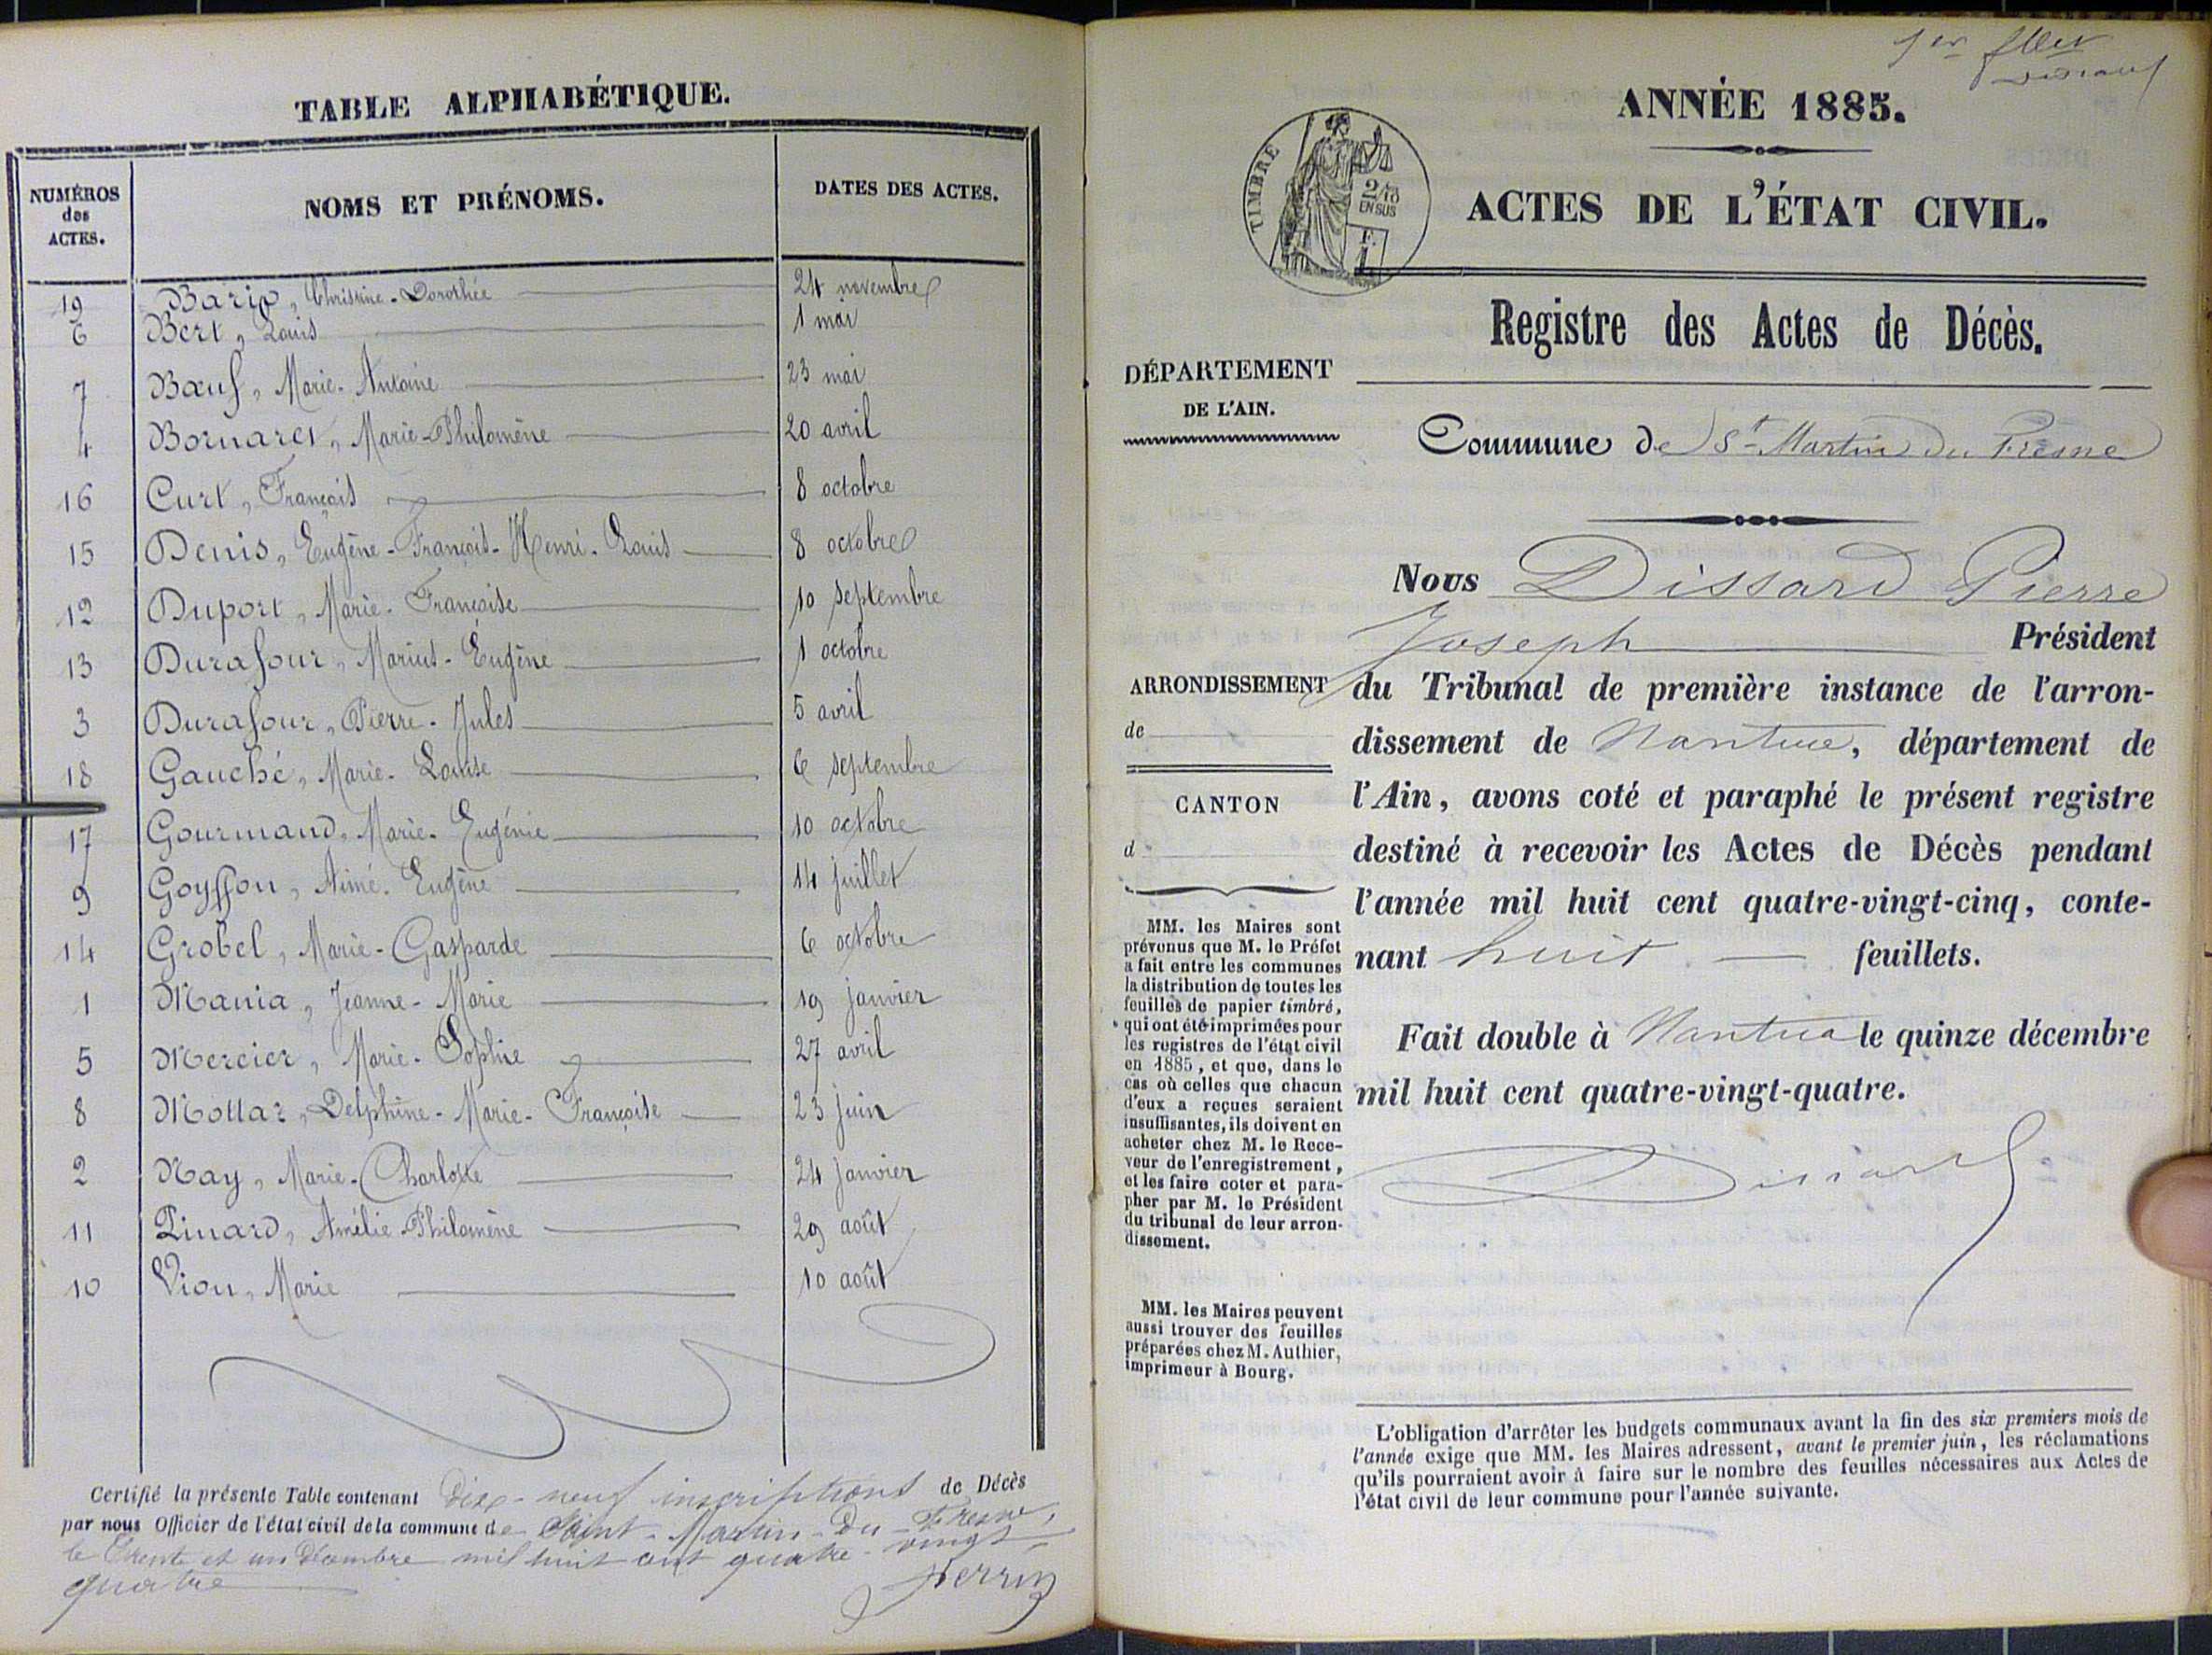 TABLE ALPHABÉTIQUE.
NUMÉROS des ACTES.
NOMS ET PRÉNOMS.
DATES DES ACTES.
19 Christine-Dorothée 24 novembre
6 Bert, Louis 1 mai
7 Bœuf, Marie-Antoine 23 mai
4 Marie-Philomène 20 avril
16 Curt, François 8 octobre
15 Denis, Eugène-François-Henri-Louis 8 octobre
12 Duport, Marie-Françoise 10 septembre
13 Durafour, Marius-Eugène 1 octobre
3 Durafour, Pierre-Jules 5 avril
18 Gauché, Marie-Louise 6 septembre
17 Gourmand, Marie-Eugénie 10 octobre
9 Goyffon, Aimé-Eugène 14 juillet
14 Grobel, Marie-Gasparde 6 octobre
1 Mania, Jeanne-Marie 19 janvier
5 Mercier, Marie-Sophie 27 avril
8 Mollar, Delphine-Marie-Françoise 23 juin
2 Nay, Marie-Charlotte 24 janvier
11 Pinard, Amélie-Philomène 29 août
10 Viou, Marie 10 août
Certifié la présente Table contenant Dix-neuf inscriptions de Décès
par nous Officier de l'état civil de la commune de Saint-Martin-du-Fresne,
le trente et un décembre mil huit cent quatre-vingt-
quatre
Perrin
1er
ANNÉE 1885.
TIMBRE
2/10
EN SUS
F.
1
ACTES DE L'ÉTAT CIVIL.
Registre des Actes de Décès.
DÉPARTEMENT
DE L'AIN.
Commune de St Martin du Fresne
Nous Dissard Pierre
Joseph Président
ARRONDISSEMENT
de
CANTON
d
du Tribunal de première instance de l'arron-
dissement de Nantua, département de
l'Ain, avons coté et paraphé le présent registre
destiné à recevoir les Actes de Décès pendant
l'année mil huit cent quatre-vingt-cinq, conte-
nant huit feuillets.
Fait double à Nantua le quinze décembre
mil huit cent quatre-vingt-quatre.
Dissard
MM. les Maires sont
prévenus que M. le Préfet
a fait entre les communes
la distribution de toutes les
feuilles de papier timbré,
qui ont été imprimées pour
les registres de l'état civil
en 1885, et que, dans le
cas où celles que chacun
d'eux a reçues seraient
insuffisantes, ils doivent en
acheter chez M. le Rece-
veur de l'enregistrement,
et les faire coter et para-
pher par M. le Président
du tribunal de leur arron-
dissement.
MM. les Maires peuvent
aussi trouver des feuilles
préparées chez M. Authier,
imprimeur à Bourg.
L'obligation d'arrêter les budgets communaux avant la fin des six premiers mois de
l'année exige que MM. les Maires adressent, avant le premier juin, les réclamations
qu'ils pourraient avoir à faire sur le nombre des feuilles nécessaires aux Actes de
l'état civil de leur commune pour l'année suivante.